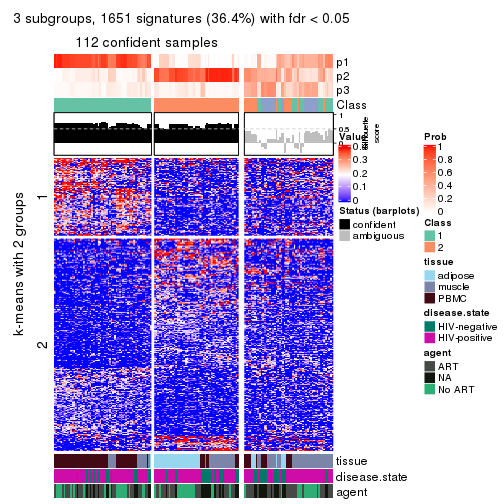 3 subgroups, 1651 signatures (36.4%) with fdr < 0.05
112 confident samples
p1
p2
p3
Class
1
0.5
0
silhouette
score
k-means with 2 groups
1
2
tissue
disease.state
agent
Value
0.4
0.3
0.2
0.1
0
Status (barplots)
confident
ambiguous
Prob
1
0.8
0.6
0.4
0.2
0
Class
1
2
tissue
adipose
muscle
PBMC
disease.state
HIV-negative
HIV-positive
agent
ART
NA
No ART